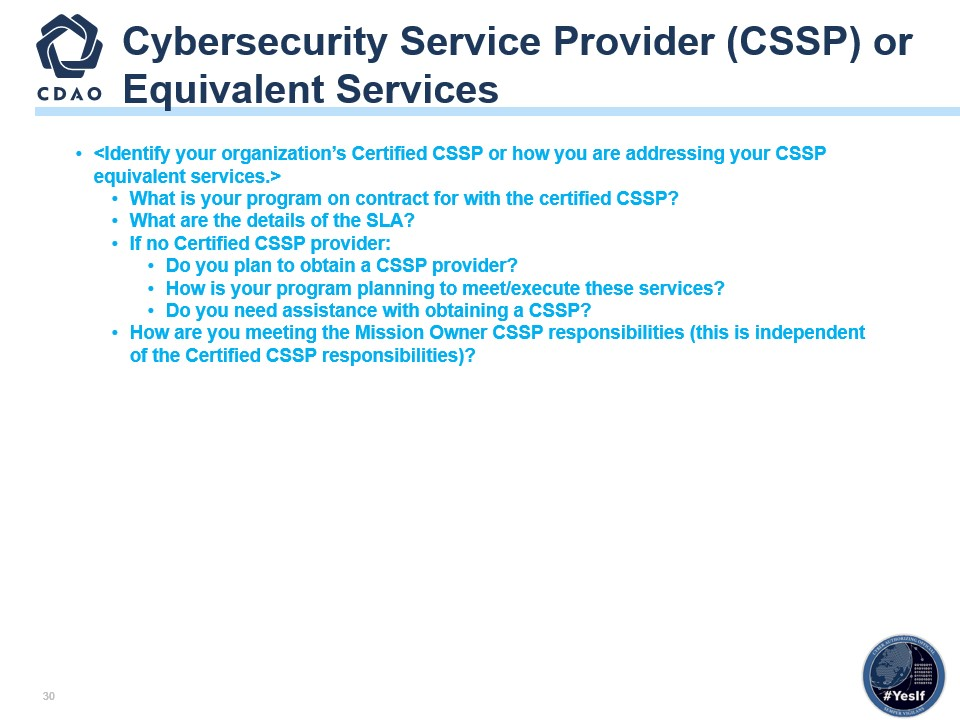 CDAO
Cybersecurity Service Provider (CSSP) or
Equivalent Services
• <Identify your organization’s Certified CSSP or how you are addressing your CSSP
equivalent services.>
• What is your program on contract for with the certified CSSP?
• What are the details of the SLA?
• If no Certified CSSP provider:
• Do you plan to obtain a CSSP provider?
• How is your program planning to meet/execute these services?
• Do you need assistance with obtaining a CSSP?
• How are you meeting the Mission Owner CSSP responsibilities (this is independent
of the Certified CSSP responsibilities)?
30
#YesIf